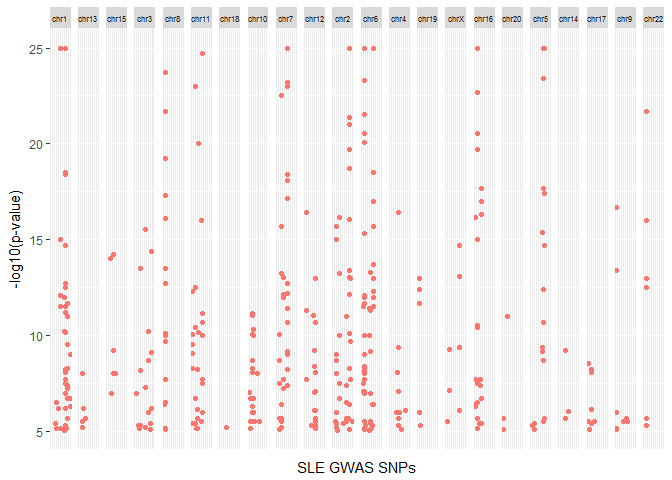 chr1 chr13 chr15 chr3 chr8 chr11 chr18 chr10 chr7 chr12 chr2 chr6 chr4 chr19 chrX chr16 chr20 chr5 chr14 chr17 chr9 chr22
25
20
15
10
5
-log10(p-value)
SLE GWAS SNPs